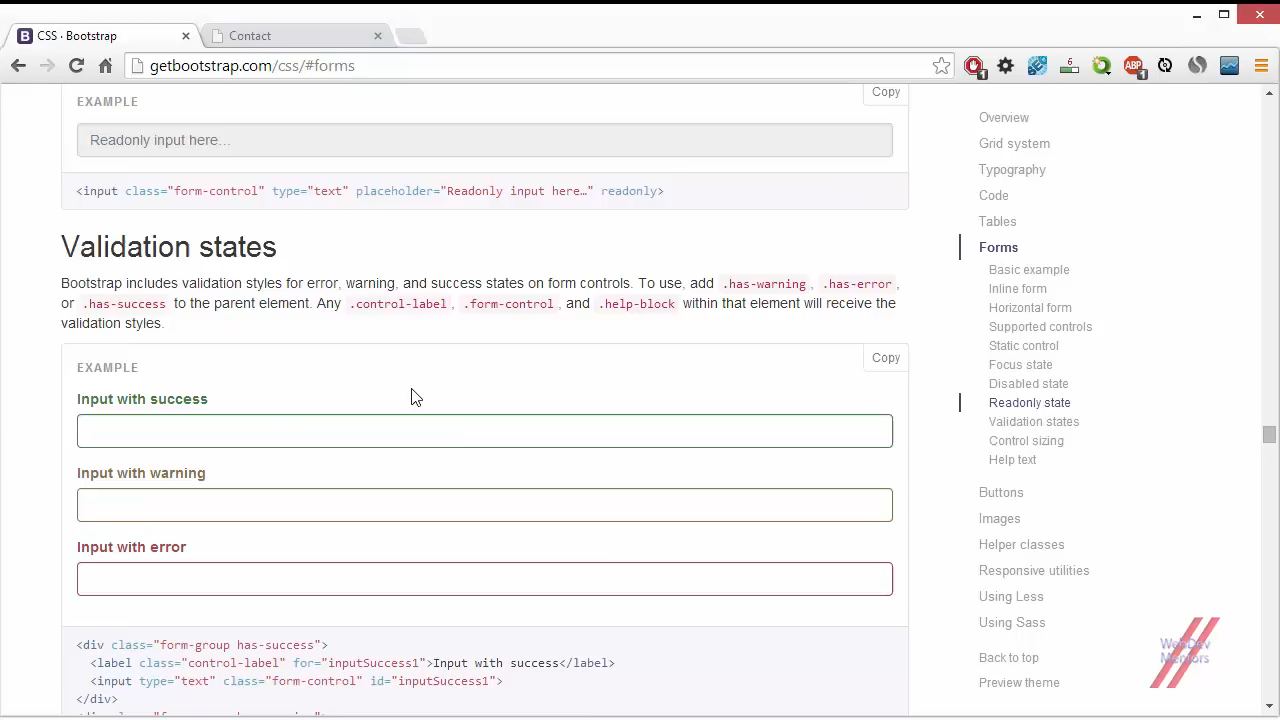 CSS · Bootstrap
Contact
getbootstrap.com/css/#forms
6
1
ABP
1
EXAMPLE
Copy
Readonly input here…
<input class="form-control" type="text" placeholder="Readonly input here…" readonly>
Validation states
Bootstrap includes validation styles for error, warning, and success states on form controls. To use, add .has-warning, .has-error,
or .has-success to the parent element. Any .control-label, .form-control, and .help-block within that element will receive the
validation styles.
EXAMPLE
Copy
Input with success
Input with warning
Input with error
<div class="form-group has-success">
<label class="control-label" for="inputSuccess1">Input with success</label>
<input type="text" class="form-control" id="inputSuccess1">
</div>
Overview
Grid system
Typography
Code
Tables
Forms
Basic example
Inline form
Horizontal form
Supported controls
Static control
Focus state
Disabled state
Readonly state
Validation states
Control sizing
Help text
Buttons
Images
Helper classes
Responsive utilities
Using Less
Using Sass
Back to top
Preview theme
WebDev
Mentors